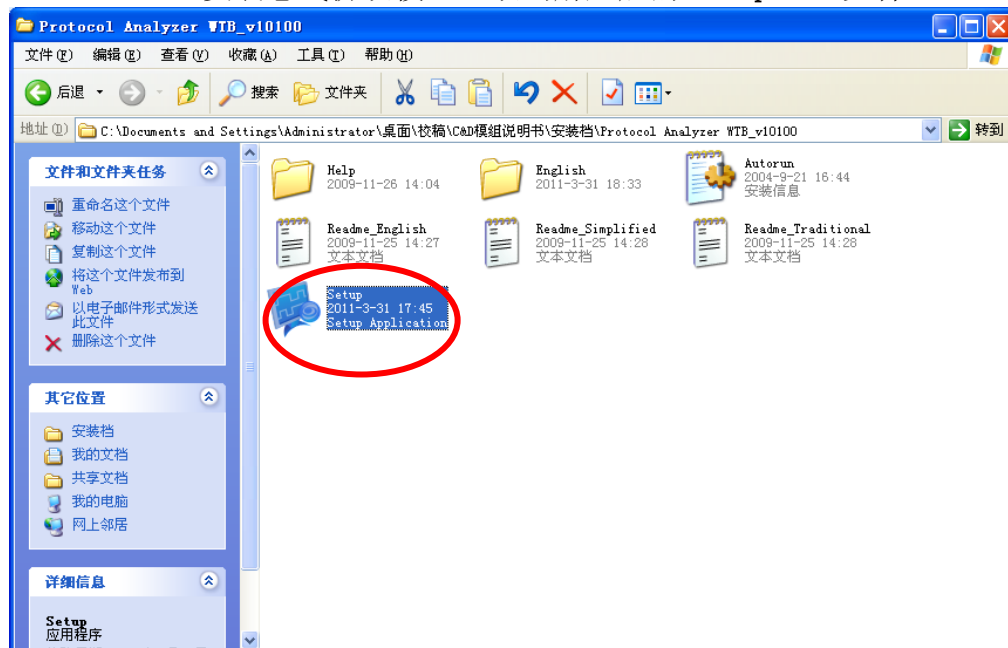 Protocol Analyzer WTB_v10100
文件(F) 编辑(E) 查看(V) 收藏(A) 工具(T) 帮助(H)
后退 搜索 文件夹
地址(D) C:\Documents and Settings\Administrator\桌面\校稿\C&D模組说明书\安装档\Protocol Analyzer WTB_v10100 转到
文件和文件夹任务
重命名这个文件
移动这个文件
复制这个文件
将这个文件发布到
Web
以电子邮件形式发送
此文件
删除这个文件
其它位置
安装档
我的文档
共享文档
我的电脑
网上邻居
详细信息
Setup
应用程序
Help
2009-11-26 14:04
English
2011-3-31 18:33
Autorun
2004-9-21 16:44
安装信息
Readme_English
2009-11-25 14:27
文本文档
Readme_Simplified
2009-11-25 14:28
文本文档
Readme_Traditional
2009-11-25 14:28
文本文档
Setup
2011-3-31 17:45
Setup Application